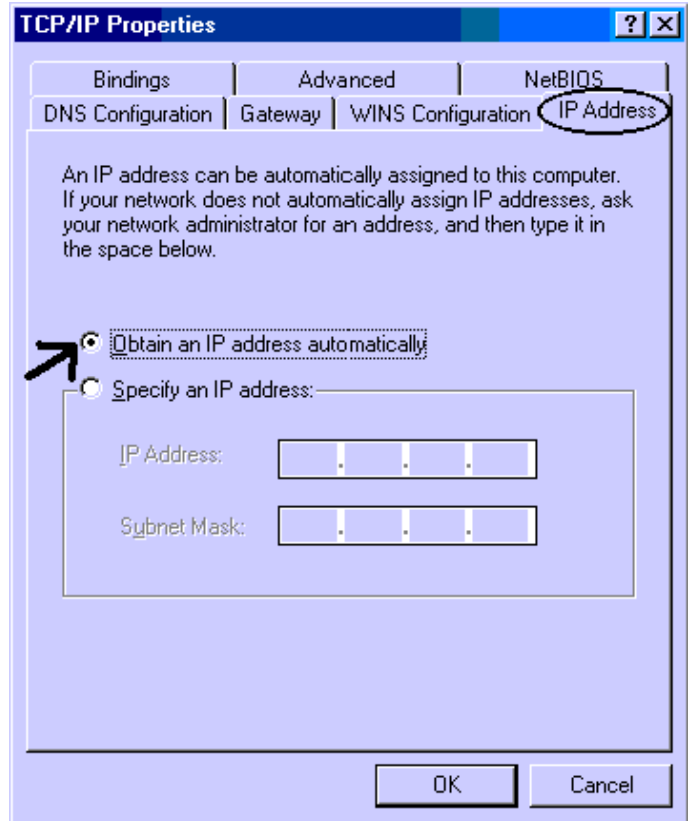 TCP/IP Properties
Bindings Advanced NetBIOS
DNS Configuration Gateway WINS Configuration IP Address
An IP address can be automatically assigned to this computer.
If your network does not automatically assign IP addresses, ask
your network administrator for an address, and then type it in
the space below.
Obtain an IP address automatically
Specify an IP address:
IP Address:
. . .
Subnet Mask:
. . .
OK Cancel